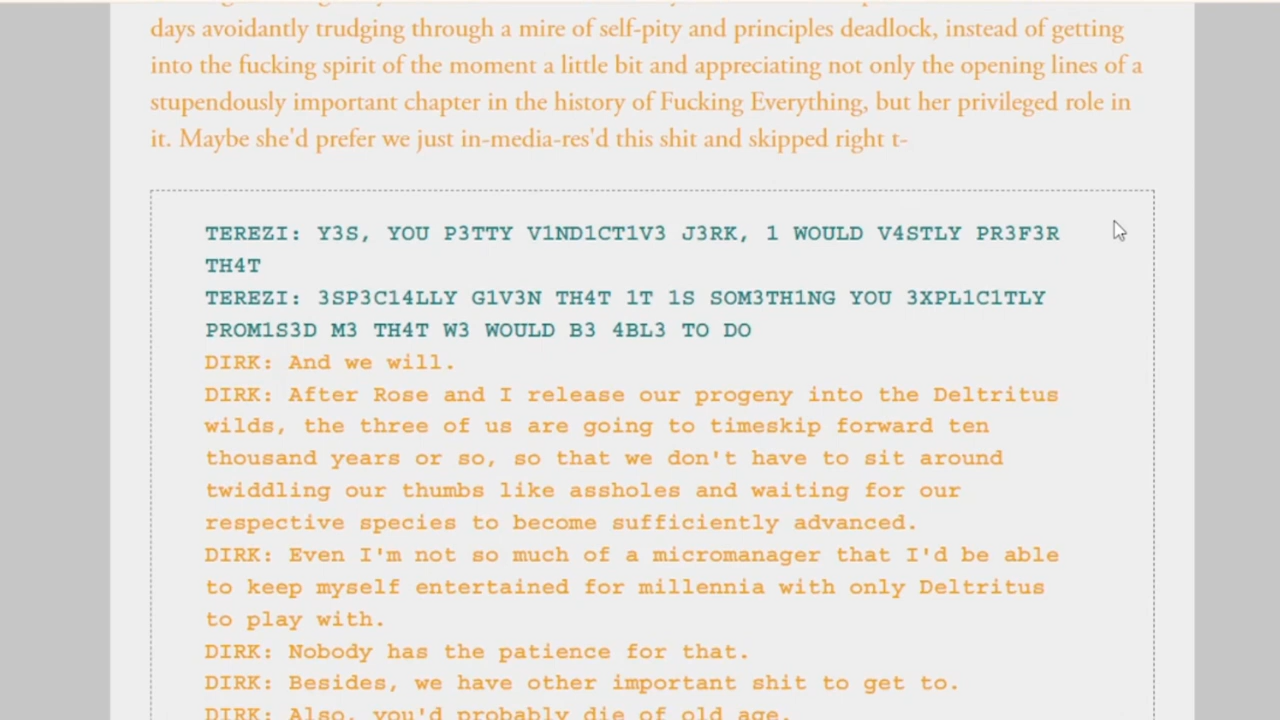 days avoidantly trudging through a mire of self-pity and principles deadlock, instead of getting
into the fucking spirit of the moment a little bit and appreciating not only the opening lines of a
stupendously important chapter in the history of Fucking Everything, but her privileged role in
it. Maybe she'd prefer we just in-media-res'd this shit and skipped right t-
TEREZI: Y3S, YOU P3TTY V1ND1CT1V3 J3RK, 1 WOULD V4STLY PR3F3R
TH4T
TEREZI: 3SP3C14LLY G1V3N TH4T 1T 1S SOM3TH1NG YOU 3XPL1C1TLY
PROM1S3D M3 TH4T W3 WOULD B3 4BL3 TO DO
DIRK: And we will.
DIRK: After Rose and I release our progeny into the Deltritus
wilds, the three of us are going to timeskip forward ten
thousand years or so, so that we don't have to sit around
twiddling our thumbs like assholes and waiting for our
respective species to become sufficiently advanced.
DIRK: Even I'm not so much of a micromanager that I'd be able
to keep myself entertained for millennia with only Deltritus
to play with.
DIRK: Nobody has the patience for that.
DIRK: Besides, we have other important shit to get to.
DIRK: Also, you'd probably die of old age.